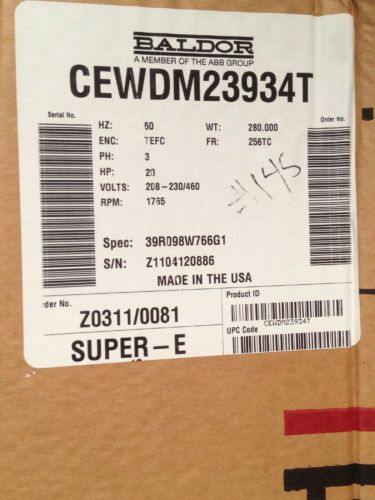 BALDOR
A MEMBER OF THE ABB GROUP
CEWDM23934T
Serial No.
Order No.
HZ: 60 WT: 280.000
ENC: TEFC FR: 256TC
PH: 3
HP: 20
VOLTS: 208-230/460
RPM: 1765
#145
Spec: 39R098W766G1
S/N: Z1104120886
MADE IN THE USA
rder No.
Z0311/0081
Product ID
CEWDM23934T
UPC Code
SUPER-E